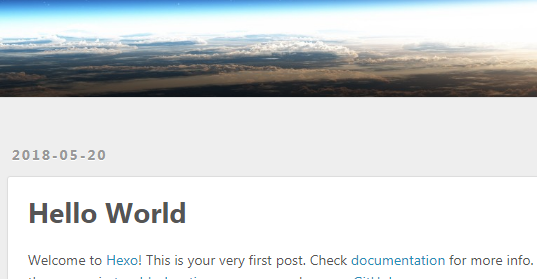 2018-05-20
Hello World
Welcome to Hexo! This is your very first post. Check documentation for more info.